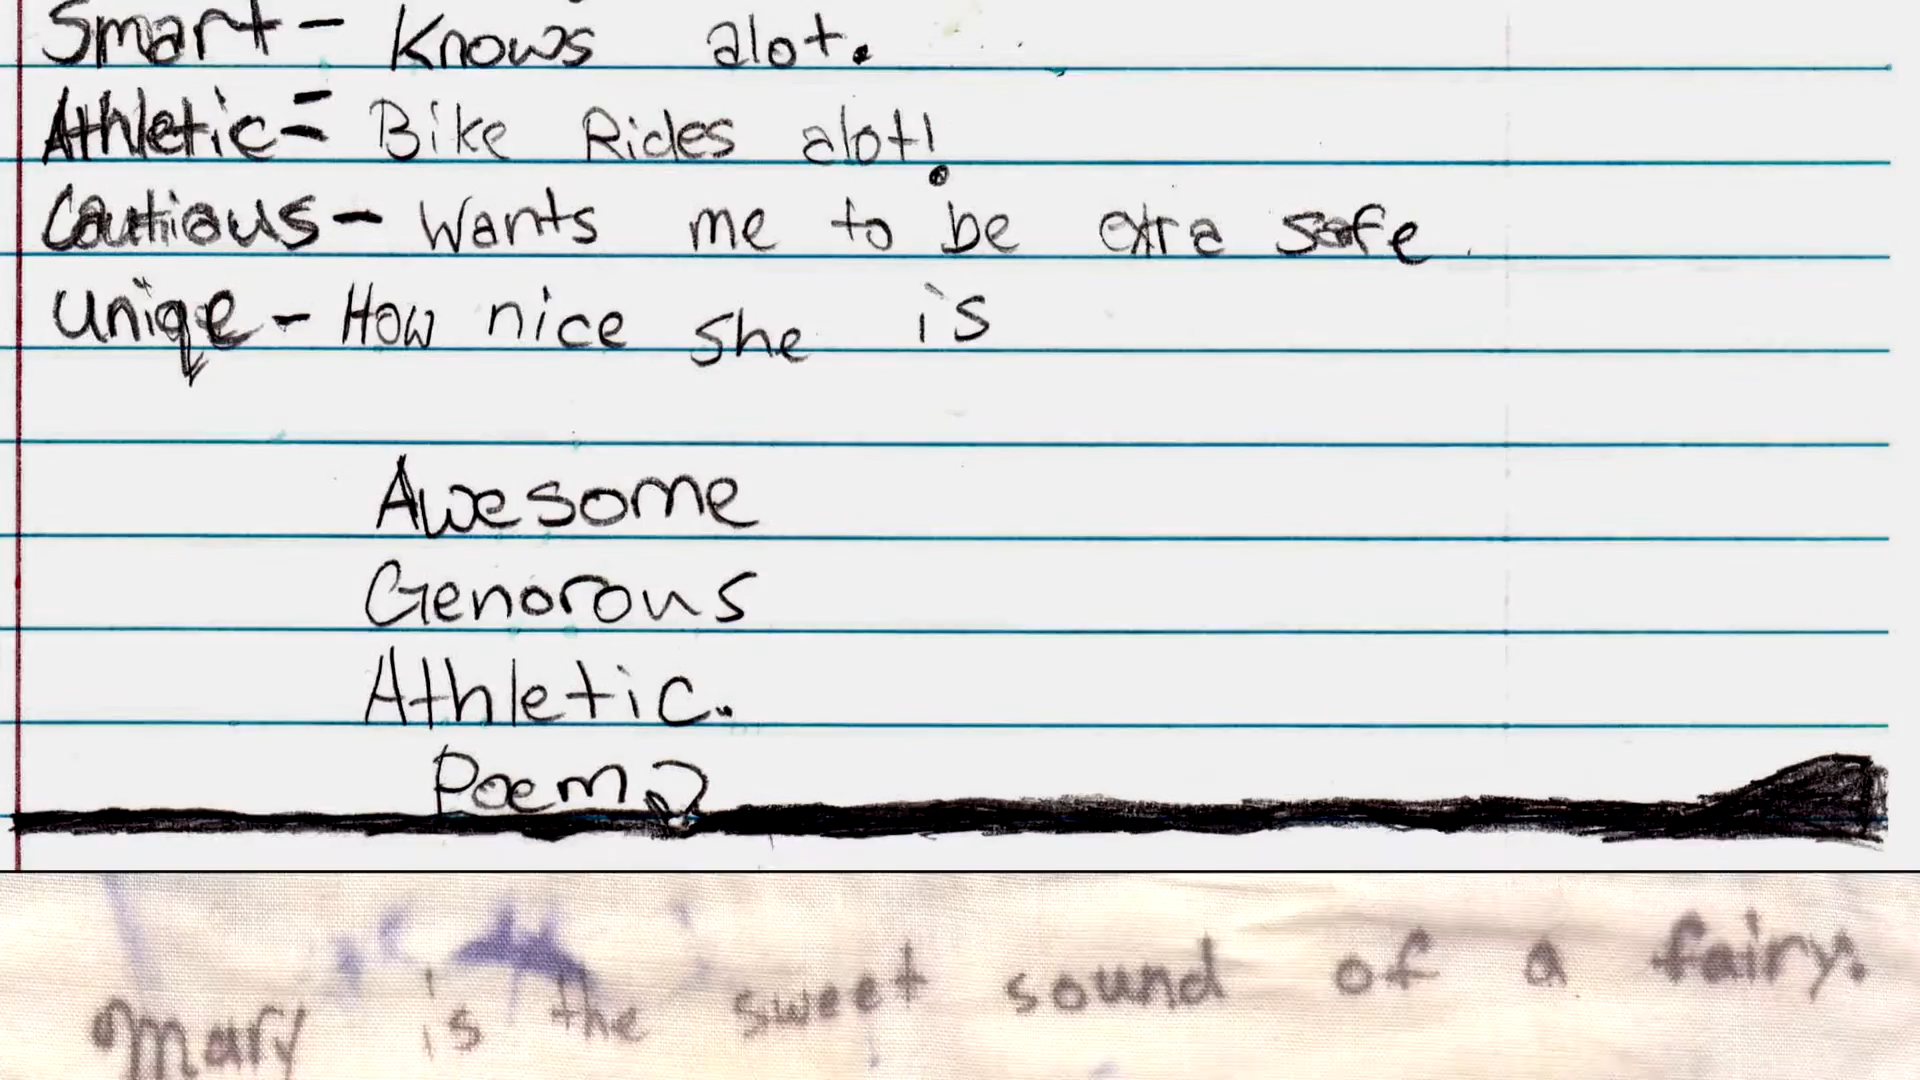 Smart - Knows alot.
Athletic - Bike Rides alot!
Cautious - Wants me to be extra safe.
Uniqe - How nice she is
Awesome
Genorous
Athletic.
Poem?
Mary is the sweet sound of a fairy.